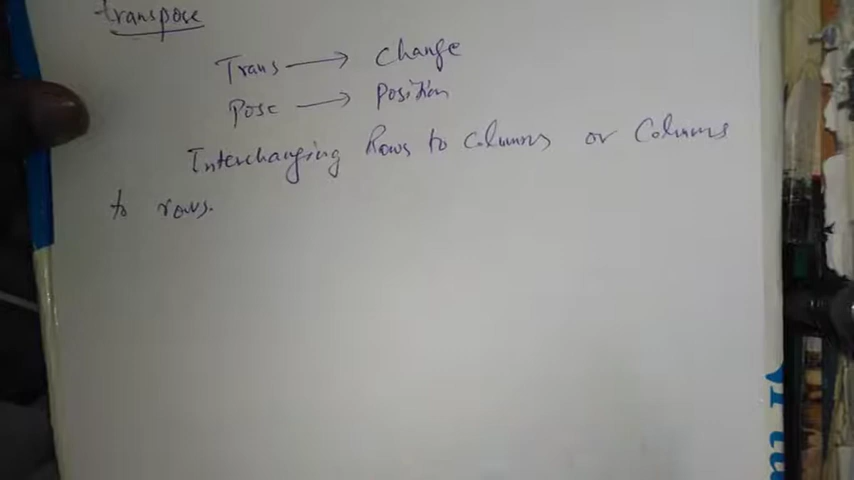 transpose
Trans → Change
Pose → Position
Interchanging Rows to columns or Columns
to rows.